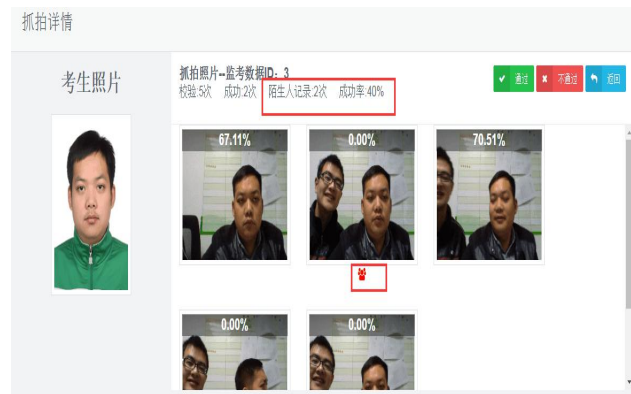 抓拍详情
考生照片
抓拍照片--监考数据ID: 3
校验:5次 成功:2次 陌生人记录:2次 成功率:40%
通过 不通过 返回
67.11% 0.00% 70.51%
0.00% 0.00%